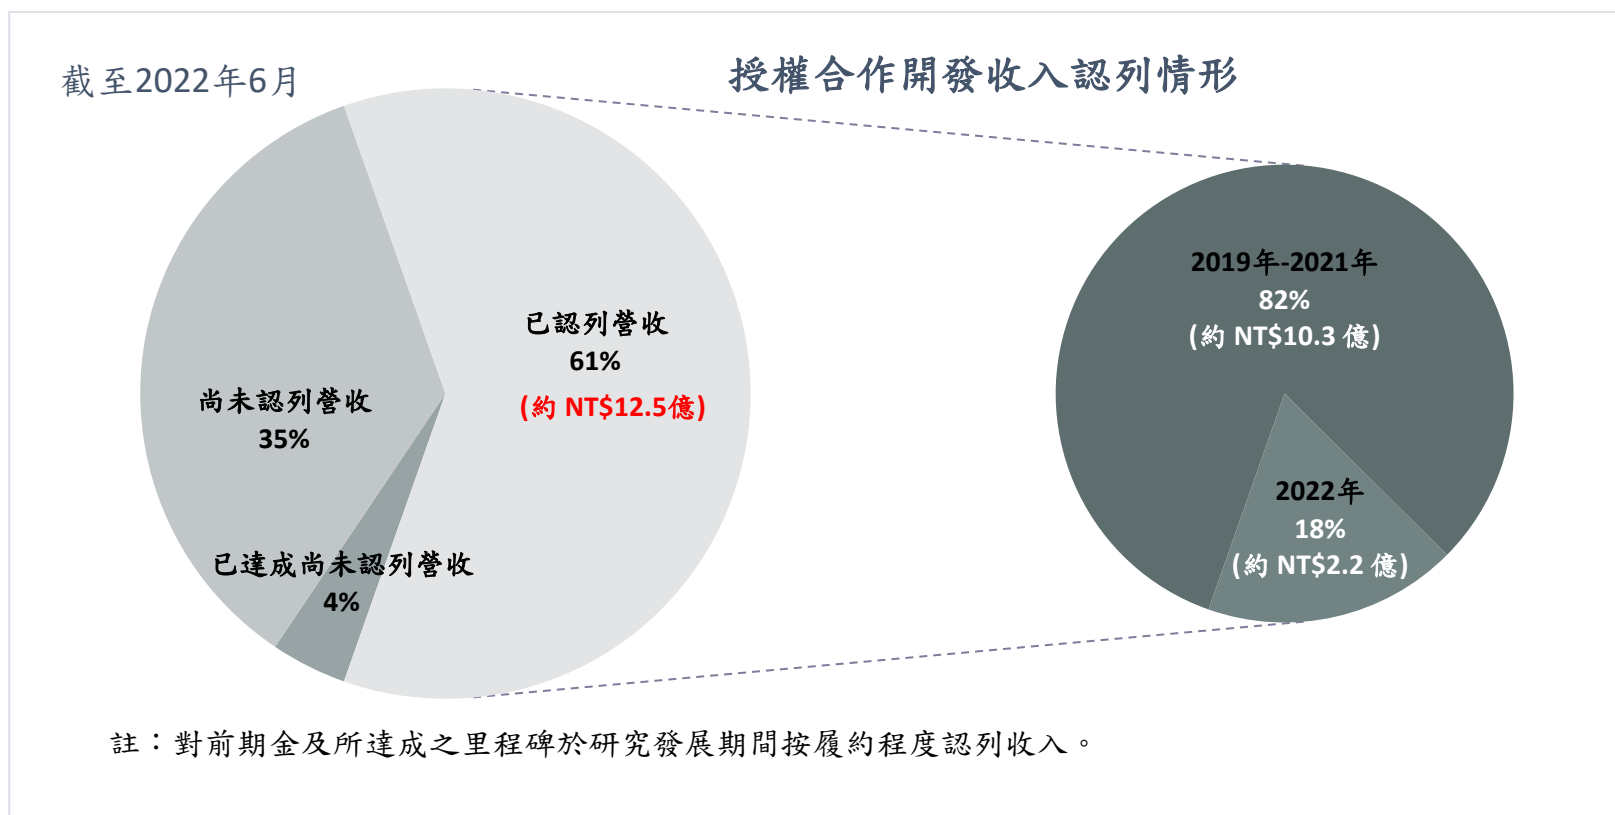 截至2022年6月
授權合作開發收入認列情形
已認列營收
61%
(約 NT$12.5億)
尚未認列營收
35%
已達成尚未認列營收
4%
2019年-2021年
82%
(約 NT$10.3 億)
2022年
18%
(約 NT$2.2 億)
註：對前期金及所達成之里程碑於研究發展期間按履約程度認列收入。